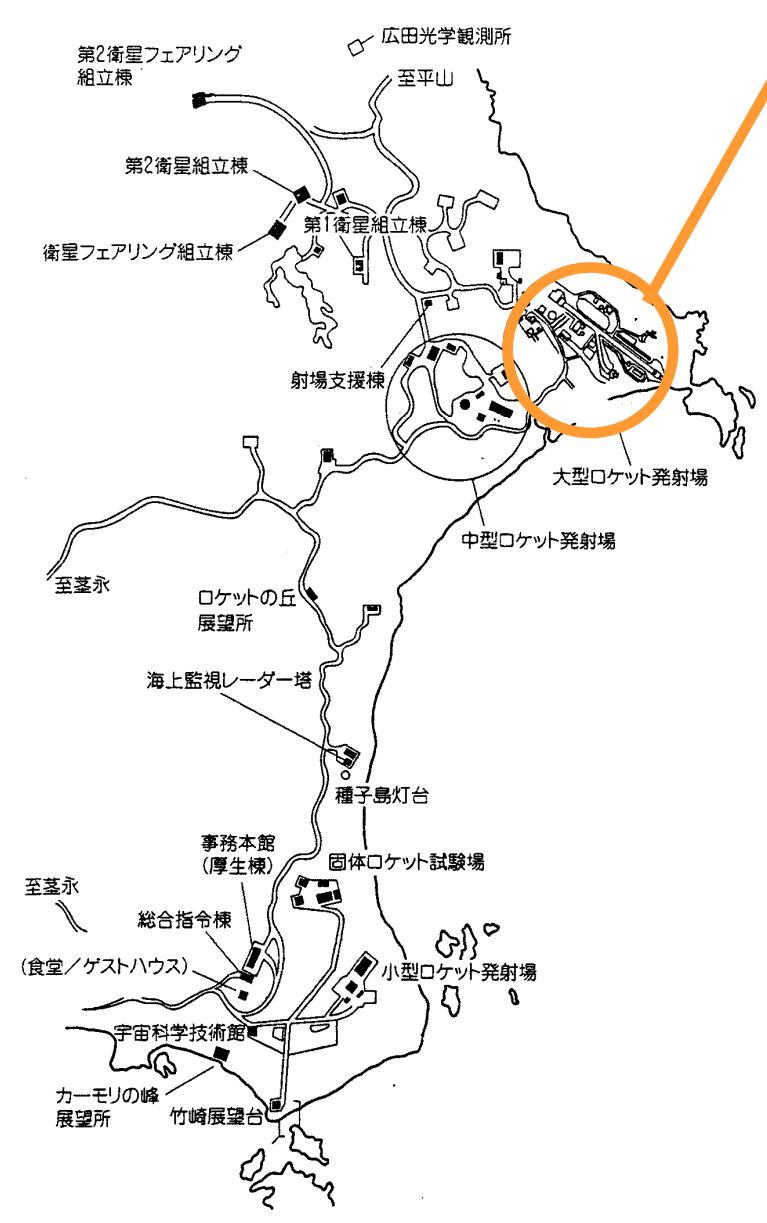 広田光学観測所
第2衛星フェアリング
組立棟
至平山
第2衛星組立棟
第1衛星組立棟
衛星フェアリング組立棟
射場支援棟
大型ロケット発射場
中型ロケット発射場
至茎永
ロケットの丘
展望所
海上監視レーダー塔
種子島灯台
事務本館
(厚生棟)
固体ロケット試験場
至茎永
総合指令棟
(食堂／ゲストハウス)
小型ロケット発射場
宇宙科学技術館
カーモリの峰
展望所
竹崎展望台